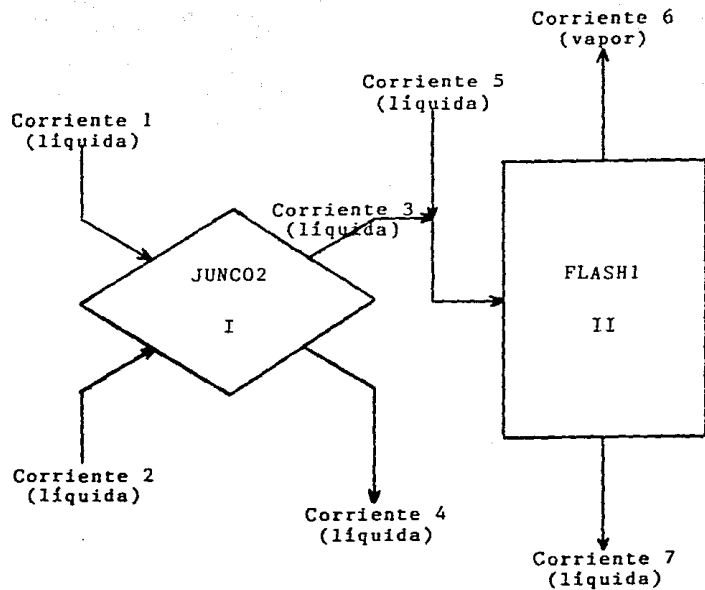 Corriente 6
(vapor)
Corriente 5
(líquida)
Corriente 1
(líquida)
Corriente 3
(líquida)
JUNCO2
I
FLASH1
II
Corriente 2
(líquida)
Corriente 4
(líquida)
Corriente 7
(líquida)